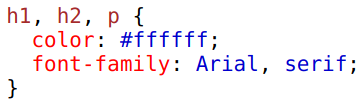 h1, h2, p {
  color: #ffffff;
  font-family: Arial, serif;
}